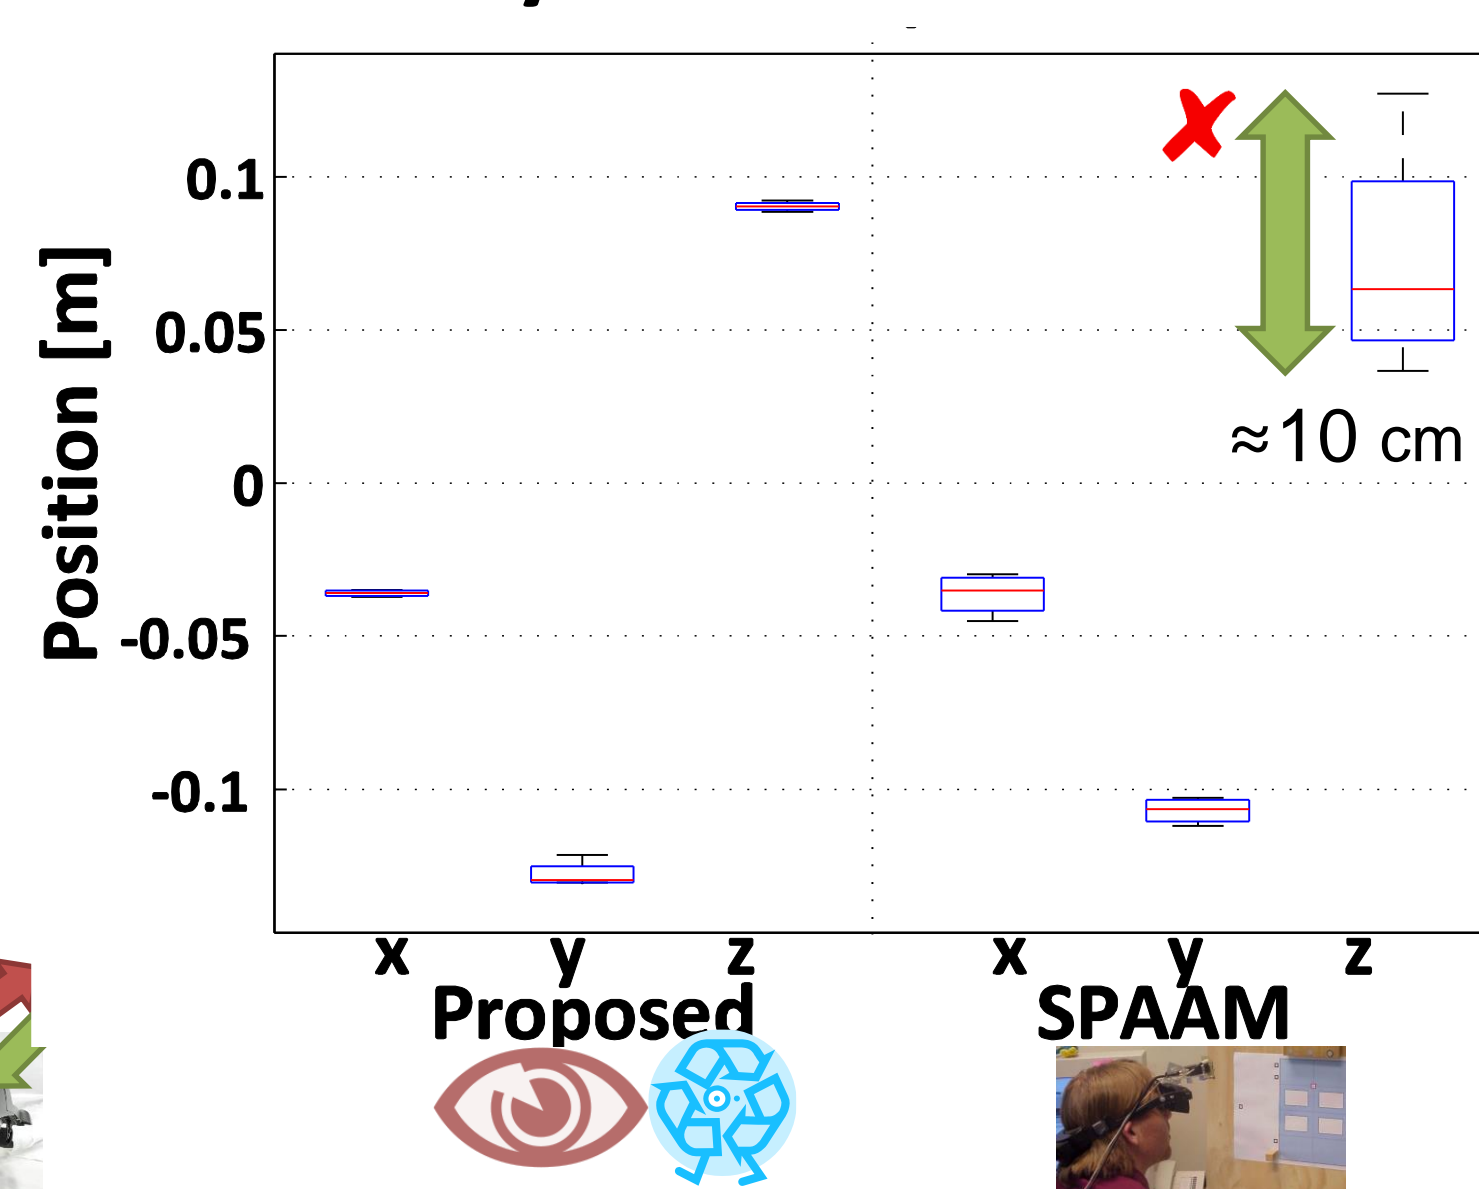 Position [m]
0.1
0.05
0
-0.05
-0.1
≈10 cm
x y z x y z
Proposed SPAAM